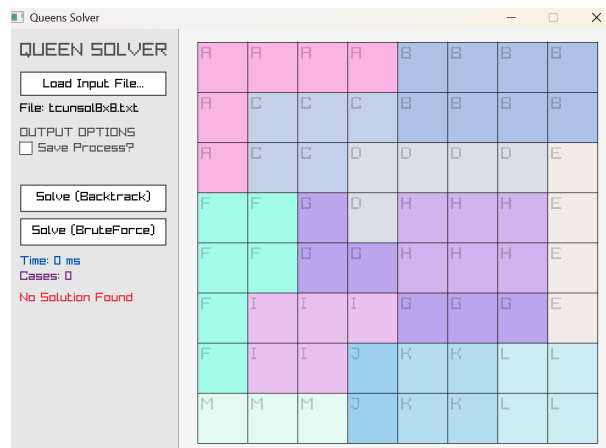 Queens Solver
QUEEN SOLVER
Load Input File...
File: tcunsol8x8.txt
OUTPUT OPTIONS
Save Process?
Solve (Backtrack)
Solve (BruteForce)
Time: 0 ms
Cases: 0
No Solution Found
A A A A B B B B
A C C C B B B B
A C C D D D D E
F F G D H H H E
F F G G H H H E
F I I I G G G E
F I I J K K L L
M M M J K K L L